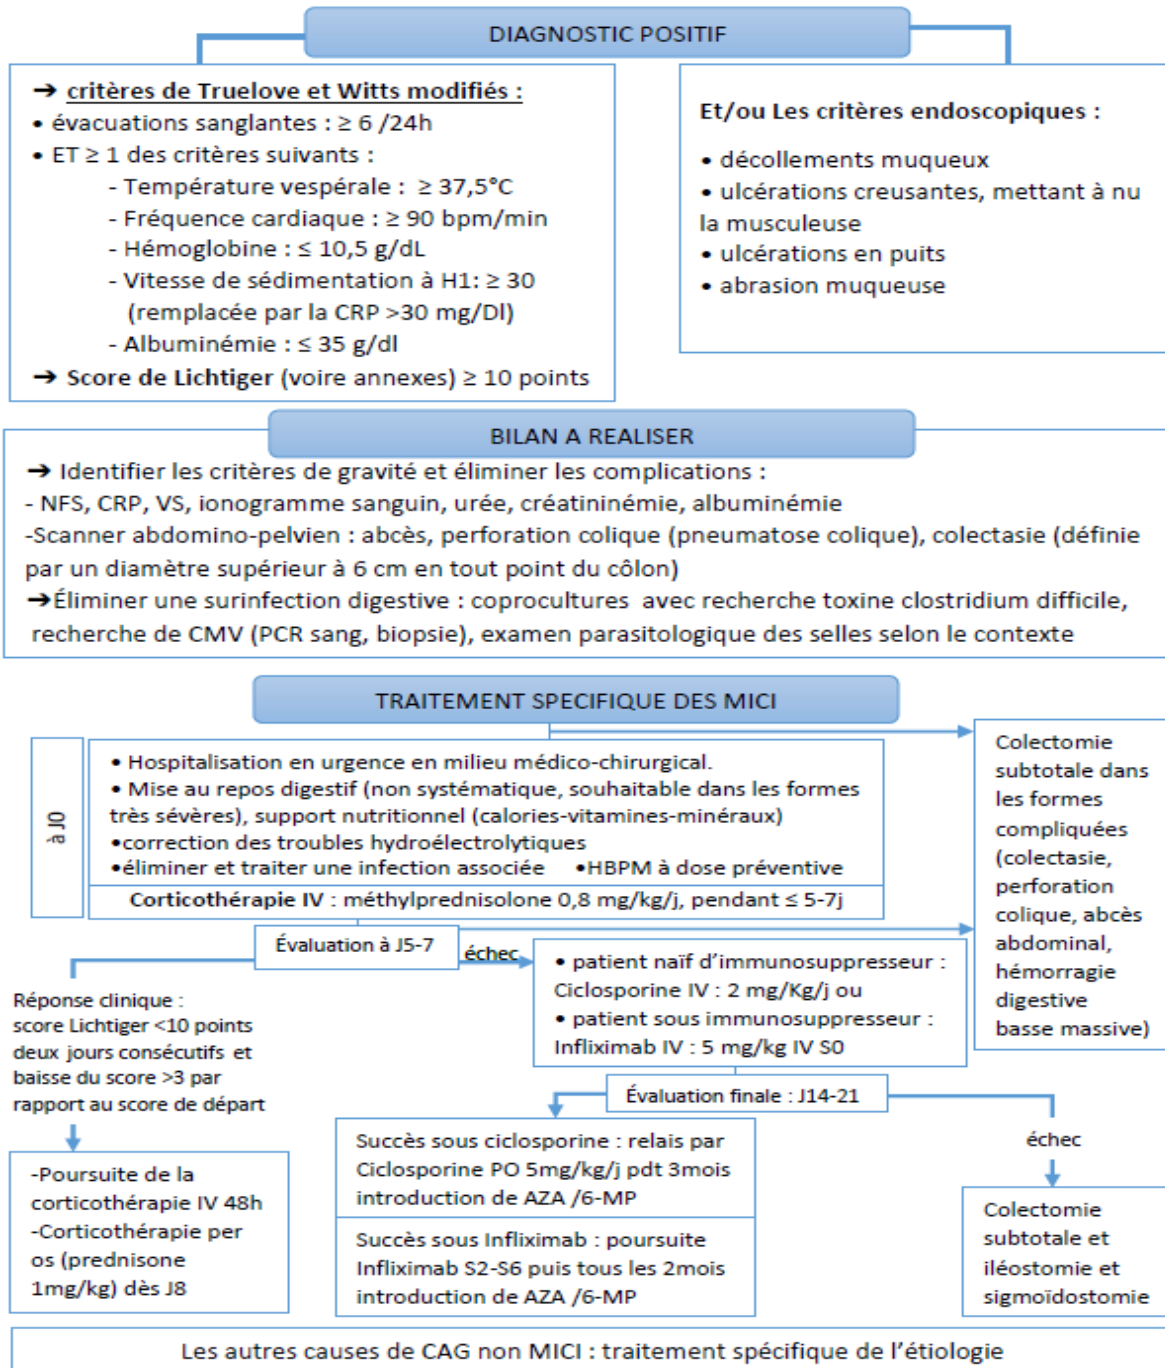 DIAGNOSTIC POSITIF
➔ critères de Truelove et Witts modifiés :
• évacuations sanglantes : ≥ 6 /24h
• ET ≥ 1 des critères suivants :
- Température vespérale : ≥ 37,5°C
- Fréquence cardiaque : ≥ 90 bpm/min
- Hémoglobine : ≤ 10,5 g/dL
- Vitesse de sédimentation à H1: ≥ 30
(remplacée par la CRP >30 mg/Dl)
- Albuminémie : ≤ 35 g/dl
➔ Score de Lichtiger (voire annexes) ≥ 10 points
Et/ou Les critères endoscopiques :
• décollements muqueux
• ulcérations creusantes, mettant à nu
la musculeuse
• ulcérations en puits
• abrasion muqueuse
BILAN A REALISER
➔ Identifier les critères de gravité et éliminer les complications :
- NFS, CRP, VS, ionogramme sanguin, urée, créatininémie, albuminémie
-Scanner abdomino-pelvien : abcès, perforation colique (pneumatose colique), colectasie (définie
par un diamètre supérieur à 6 cm en tout point du côlon)
➔Éliminer une surinfection digestive : coprocultures avec recherche toxine clostridium difficile,
recherche de CMV (PCR sang, biopsie), examen parasitologique des selles selon le contexte
TRAITEMENT SPECIFIQUE DES MICI
à J0
• Hospitalisation en urgence en milieu médico-chirurgical.
• Mise au repos digestif (non systématique, souhaitable dans les formes
très sévères), support nutritionnel (calories-vitamines-minéraux)
•correction des troubles hydroélectrolytiques
•éliminer et traiter une infection associée •HBPM à dose préventive
Corticothérapie IV : méthylprednisolone 0,8 mg/kg/j, pendant ≤ 5-7j
Colectomie
subtotale dans
les formes
compliquées
(colectasie,
perforation
colique, abcès
abdominal,
hémorragie
digestive
basse massive)
Évaluation à J5-7
échec
Réponse clinique :
score Lichtiger <10 points
deux jours consécutifs et
baisse du score >3 par
rapport au score de départ
• patient naïf d’immunosuppresseur :
Ciclosporine IV : 2 mg/Kg/j ou
• patient sous immunosuppresseur :
Infliximab IV : 5 mg/kg IV S0
Évaluation finale : J14-21
échec
-Poursuite de la
corticothérapie IV 48h
-Corticothérapie per
os (prednisone
1mg/kg) dès J8
Succès sous ciclosporine : relais par
Ciclosporine PO 5mg/kg/j pdt 3mois
introduction de AZA /6-MP
Succès sous Infliximab : poursuite
Infliximab S2-S6 puis tous les 2mois
introduction de AZA /6-MP
Colectomie
subtotale et
iléostomie et
sigmoïdostomie
Les autres causes de CAG non MICI : traitement spécifique de l’étiologie